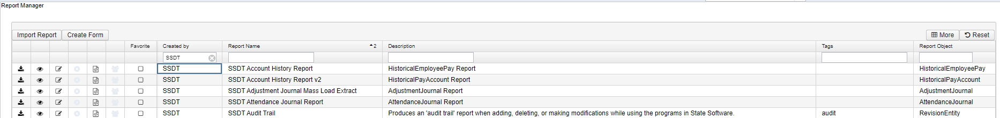 Report Manager
Import Report Create Form More Reset
Favorite Created by Report Name 2 Description Tags Report Object
SSDT
SSDT SSDT Account History Report HistoricalEmployeePay Report HistoricalEmployeePay
SSDT SSDT Account History Report v2 HistoricalPayAccount Report HistoricalPayAccount
SSDT SSDT Adjustment Journal Mass Load Extract AdjustmentJournal Report AdjustmentJournal
SSDT SSDT Attendance Journal Report AttendanceJournal Report AttendanceJournal
SSDT SSDT Audit Trail Produces an 'audit trail' report when adding, deleting, or making modifications while using the programs in State Software. audit RevisionEntity